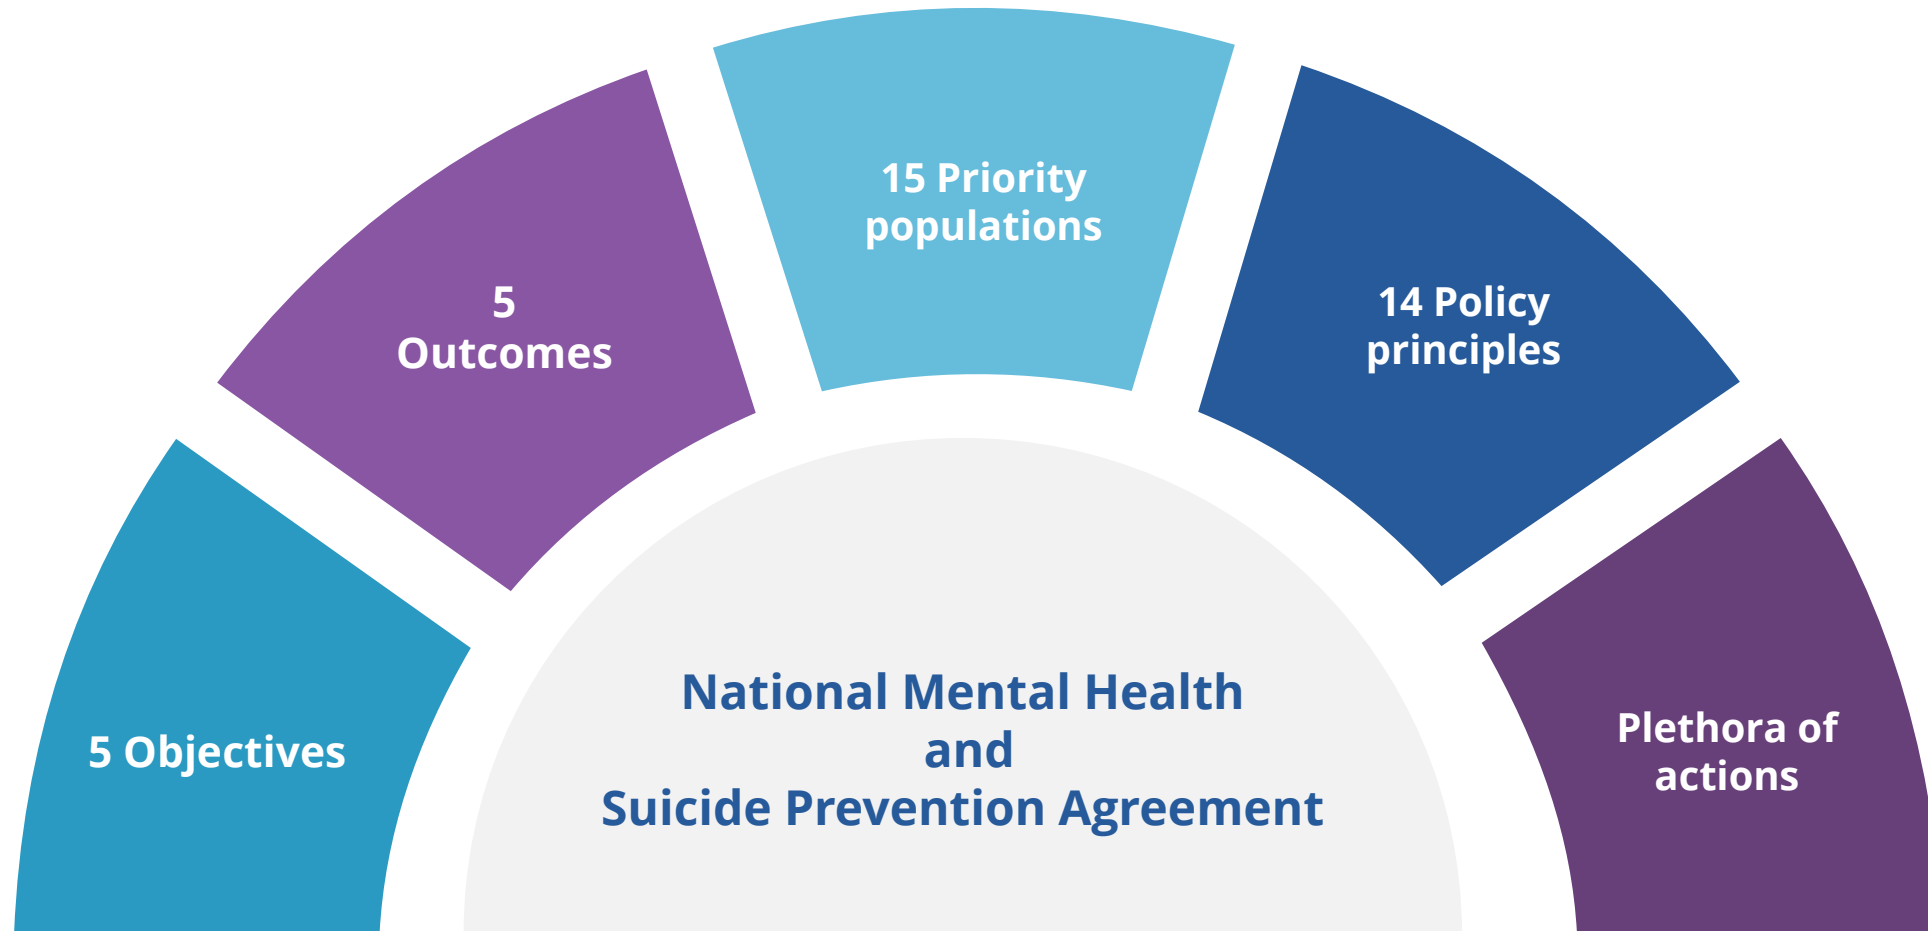 5 Objectives
5
Outcomes
15 Priority
populations
14 Policy
principles
Plethora of
actions
National Mental Health
and
Suicide Prevention Agreement